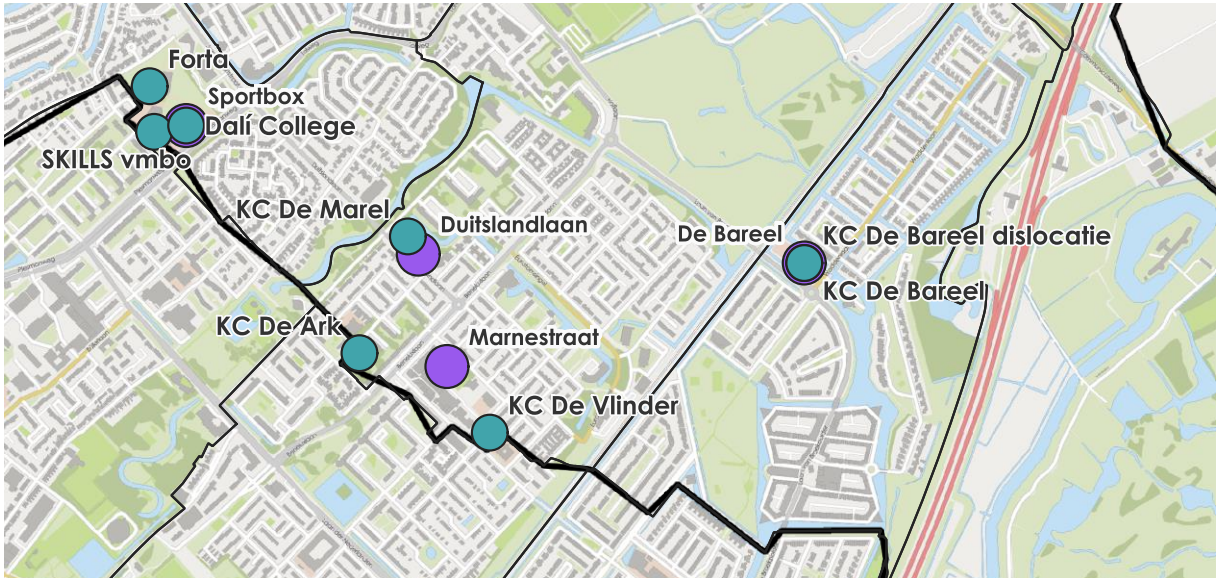 Forta
Sportbox
Dalí College
SKILLS vmbo
KC De Marel
Duitslandlaan
De Bareel
KC De Bareel dislocatie
KC De Bareel
KC De Ark
Marnestraat
KC De Vlinder